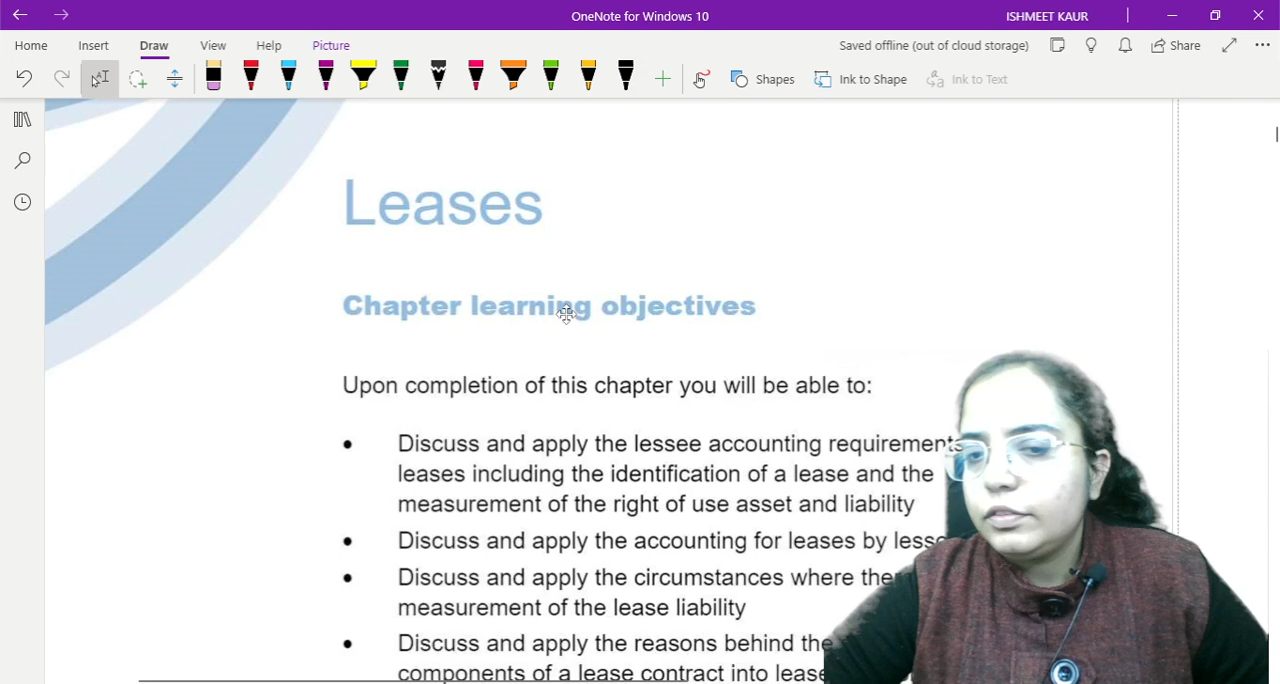 OneNote for Windows 10
ISHMEET KAUR
Home Insert Draw View Help Picture
Saved offline (out of cloud storage)
Share
Shapes
Ink to Shape
Ink to Text
Leases
Chapter learning objectives
Upon completion of this chapter you will be able to:
• Discuss and apply the lessee accounting requirements
leases including the identification of a lease and the
measurement of the right of use asset and liability
• Discuss and apply the accounting for leases by
• Discuss and apply the circumstances where
measurement of the lease liability
• Discuss and apply the reasons behind the
components of a lease contract into